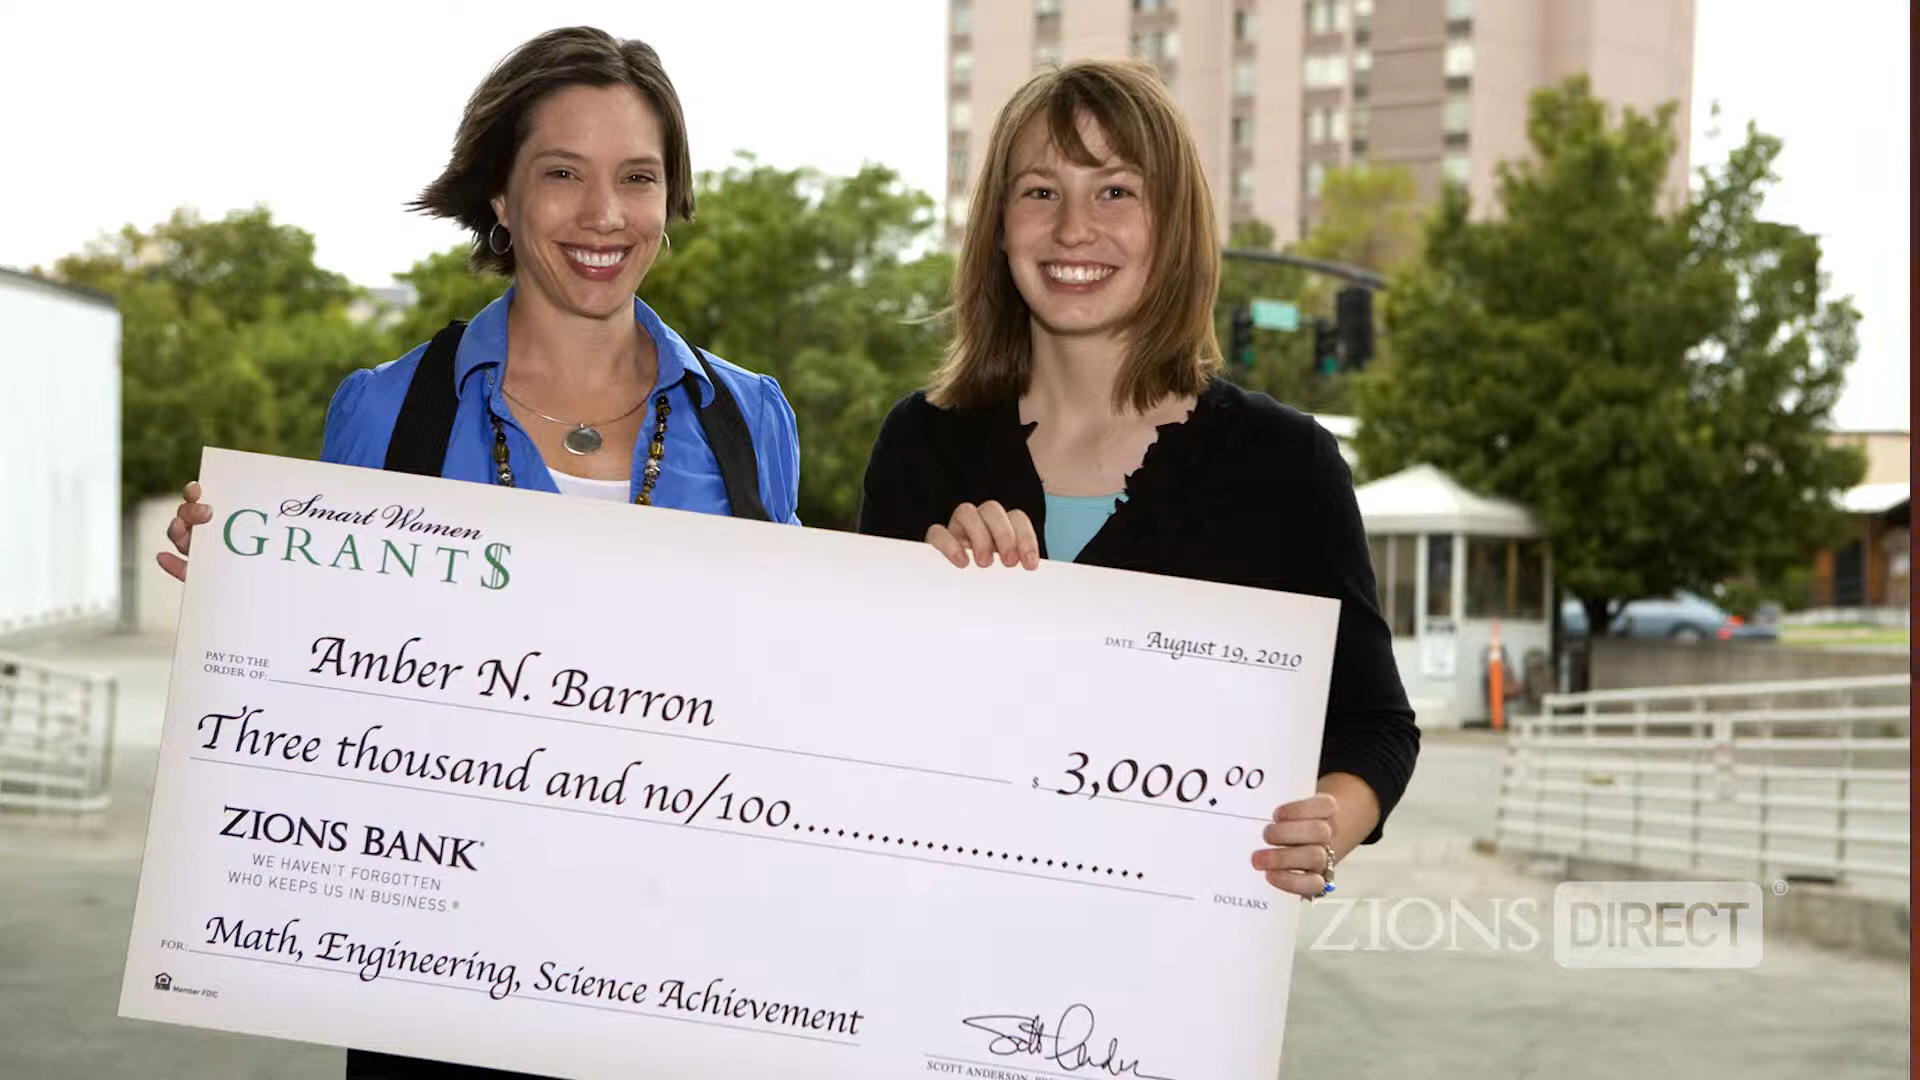 Smart Women
GRANT$
DATE August 19, 2010
PAY TO THE
ORDER OF: Amber N. Barron
$ 3,000.00
Three thousand and no/100........................ DOLLARS
ZIONS BANK®
WE HAVEN'T FORGOTTEN
WHO KEEPS US IN BUSINESS.®
FOR: Math, Engineering, Science Achievement
Member FDIC
Scott Anderson
SCOTT ANDERSON
ZIONS DIRECT®